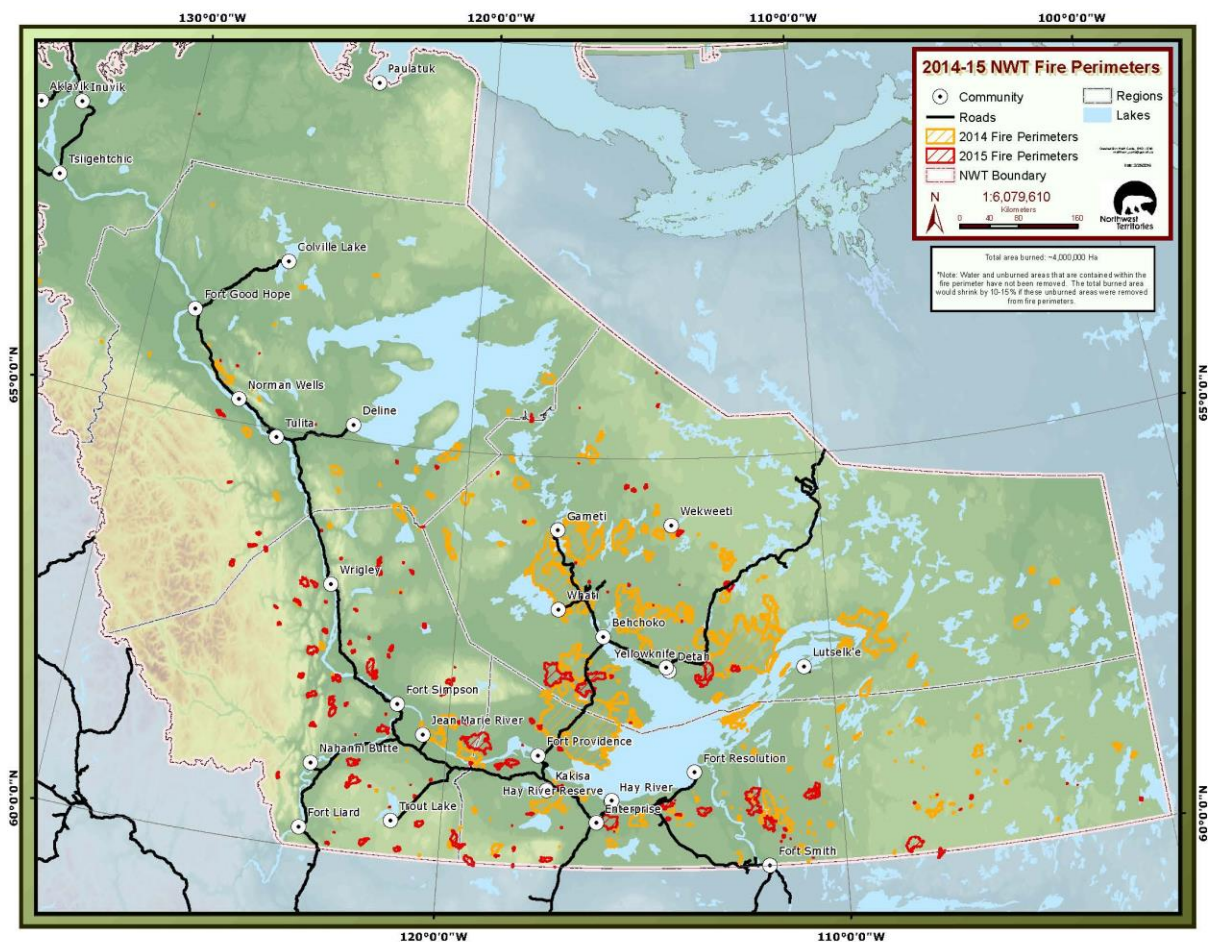 130°0'0"W
120°0'0"W
110°0'0"W
100°0'0"W
2014-15 NWT Fire Perimeters
Community
Roads
2014 Fire Perimeters
2015 Fire Perimeters
NWT Boundary
Regions
Lakes
N
1:6,079,610
Kilometers
0 40 80 160
Northwest
Territories
Total area burned: ~4,000,000 Ha
*Note: Water and unburned areas that are contained within the
fire perimeter have not been removed. The total burned area
would shrink by 10-15% if these unburned areas were removed
from fire perimeters.
Paulatuk
Aklavik
Inuvik
Tsiigehtchic
Colville Lake
Fort Good Hope
65°0'0"N
65°0'0"N
Norman Wells
Deline
Tulita
Gameti
Wekweeti
Wrigley
Whati
Behchoko
Yellowknife
Detah
Lutselk'e
Fort Simpson
Jean Marie River
Nahanni Butte
Fort Providence
Fort Resolution
Kakisa
Hay River Reserve
Hay River
Trout Lake
Enterprise
Fort Liard
Fort Smith
60°0'0"N
60°0'0"N
120°0'0"W
110°0'0"W